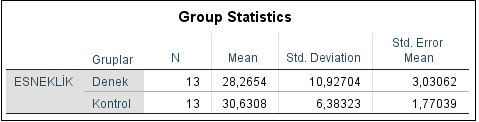 Group Statistics
Gruplar N Mean Std. Deviation Std. Error Mean
ESNEKLİK Denek 13 28,2654 10,92704 3,03062
Kontrol 13 30,6308 6,38323 1,77039